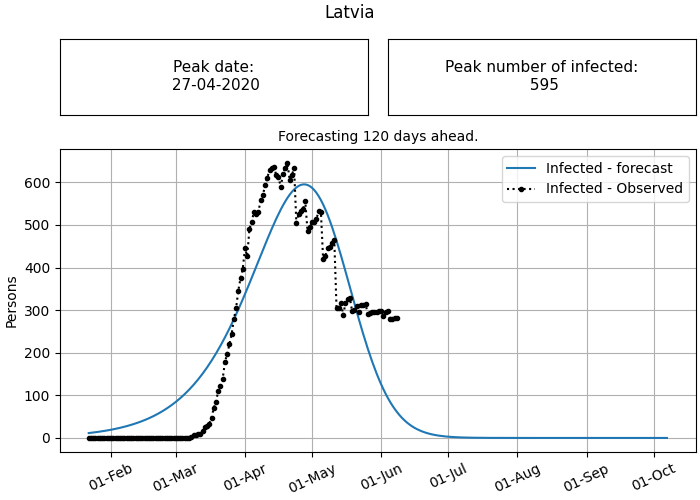 Latvia
Peak date:
27-04-2020
Peak number of infected:
595
Forecasting 120 days ahead.
Infected - forecast
Infected - Observed
Persons
600
500
400
300
200
100
0
01-Feb
01-Mar
01-Apr
01-May
01-Jun
01-Jul
01-Aug
01-Sep
01-Oct